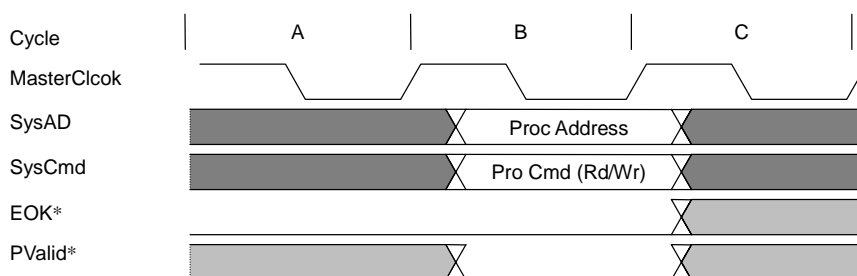 Cycle A B C
MasterClcok
SysAD Proc Address
SysCmd Pro Cmd (Rd/Wr)
EOK*
PValid*